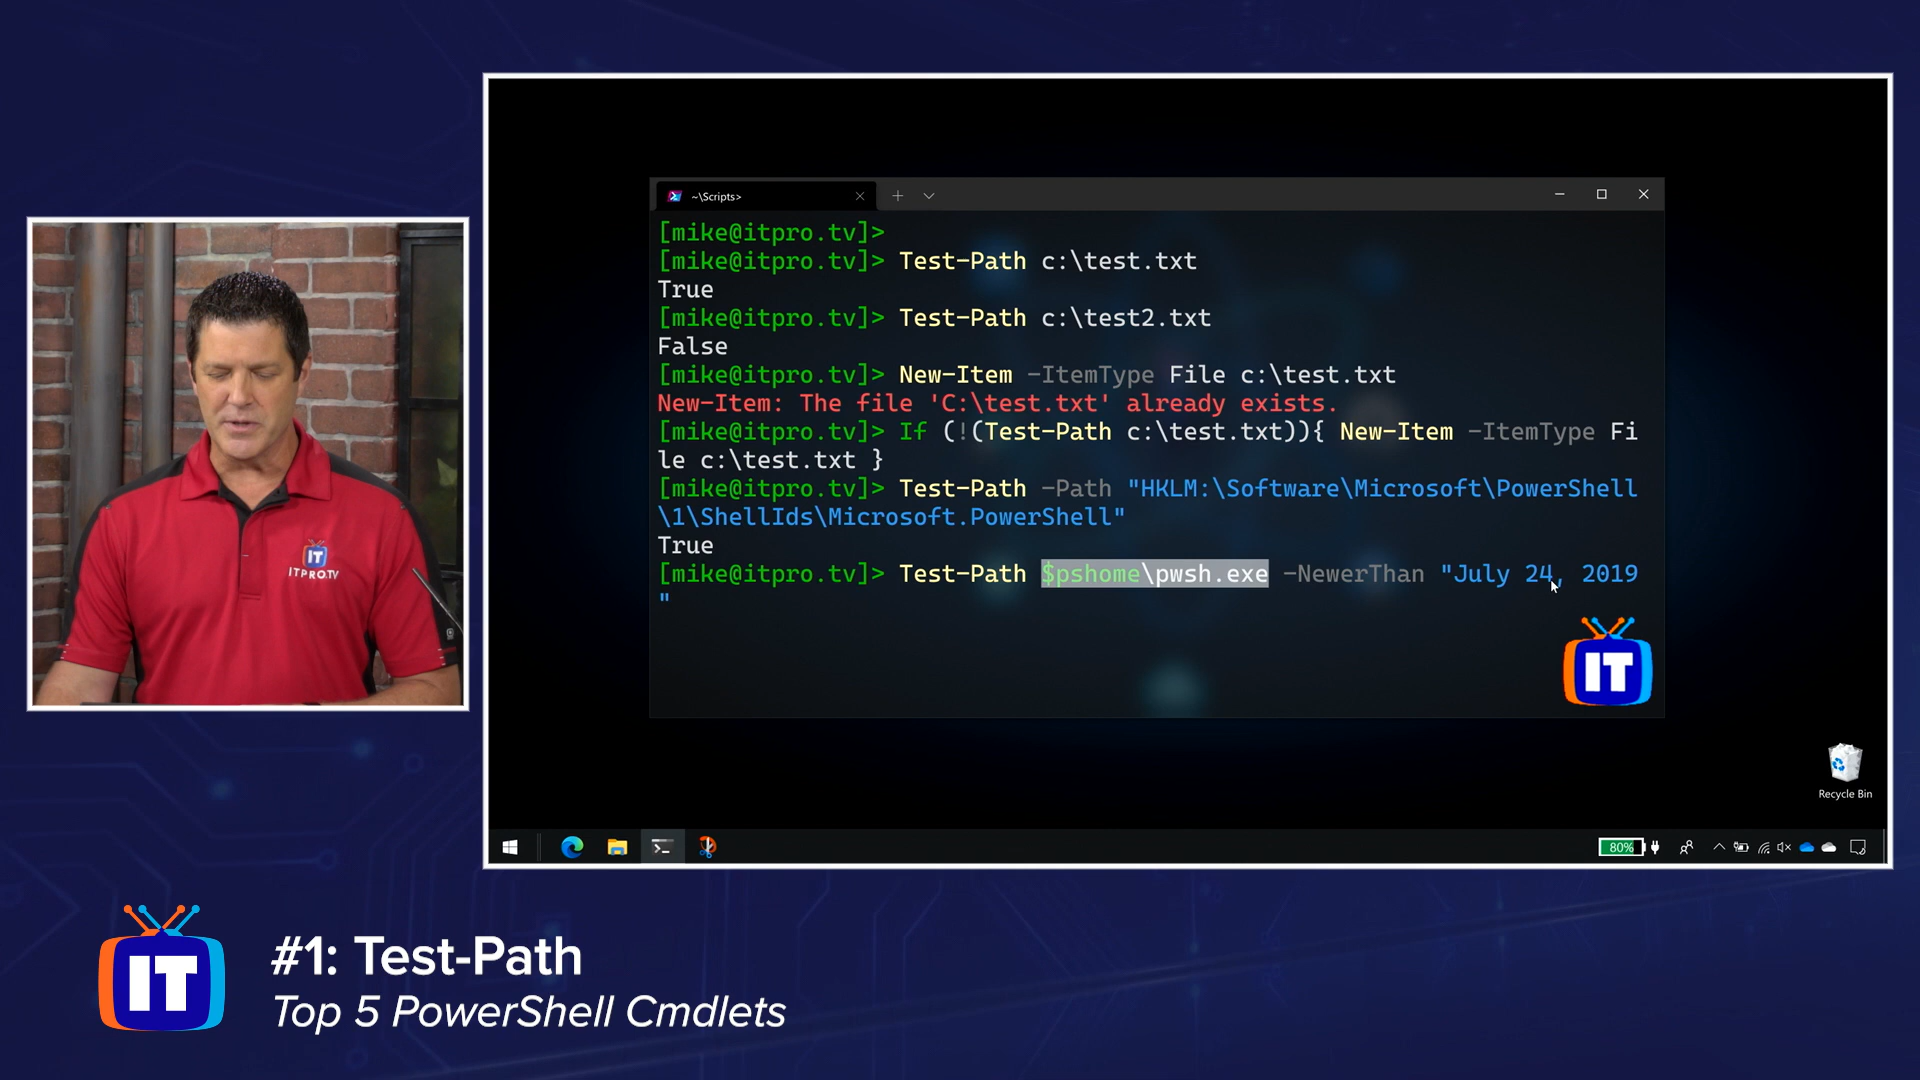 ~\Scripts>
[mike@itpro.tv]>
[mike@itpro.tv]> Test-Path c:\test.txt
True
[mike@itpro.tv]> Test-Path c:\test2.txt
False
[mike@itpro.tv]> New-Item -ItemType File c:\test.txt
New-Item: The file 'C:\test.txt' already exists.
[mike@itpro.tv]> If (!(Test-Path c:\test.txt)){ New-Item -ItemType Fi
le c:\test.txt }
[mike@itpro.tv]> Test-Path -Path "HKLM:\Software\Microsoft\PowerShell
\1\ShellIds\Microsoft.PowerShell"
True
[mike@itpro.tv]> Test-Path $pshome\pwsh.exe -NewerThan "July 24, 2019
"
IT
IT
ITPRO.TV
Recycle Bin
80%
IT
#1: Test-Path
Top 5 PowerShell Cmdlets